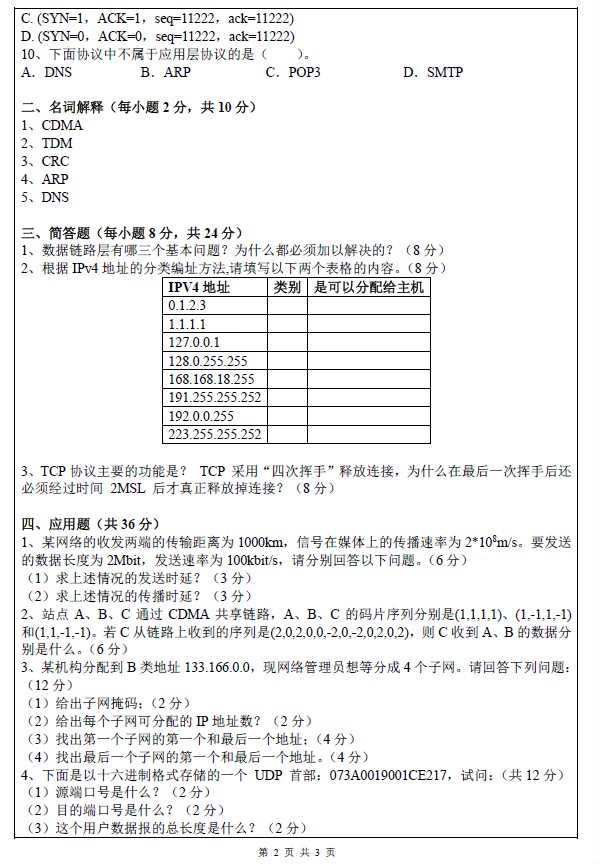 C. (SYN=1，ACK=1，seq=11222，ack=11222)
D. (SYN=0，ACK=0，seq=11222，ack=11222)
10、下面协议中不属于应用层协议的是（　　）。
A．DNS　　B．ARP　　C．POP3　　D．SMTP
二、名词解释（每小题 2 分，共 10 分）
1、CDMA
2、TDM
3、CRC
4、ARP
5、DNS
三、简答题（每小题 8 分，共 24 分）
1、数据链路层有哪三个基本问题？为什么都必须加以解决的？（8 分）
2、根据 IPv4 地址的分类编址方法,请填写以下两个表格的内容。（8 分）
IPV4 地址　类别　是可以分配给主机
0.1.2.3
1.1.1.1
127.0.0.1
128.0.255.255
168.168.18.255
191.255.255.252
192.0.0.255
223.255.255.252
3、TCP 协议主要的功能是？ TCP 采用“四次挥手”释放连接，为什么在最后一次挥手后还
必须经过时间 2MSL 后才真正释放掉连接？（8 分）
四、应用题（共 36 分）
1、某网络的收发两端的传输距离为 1000km，信号在媒体上的传播速率为 2*10⁸m/s。要发送
的数据长度为 2Mbit，发送速率为 100kbit/s，请分别回答以下问题。（6 分）
（1）求上述情况的发送时延？（3 分）
（2）求上述情况的传播时延？（3 分）
2、站点 A、B、C 通过 CDMA 共享链路，A、B、C 的码片序列分别是(1,1,1,1)、(1,-1,1,-1)
和(1,1,-1,-1)。若 C 从链路上收到的序列是(2,0,2,0,0,-2,0,-2,0,2,0,2)，则 C 收到 A、B 的数据分
别是什么。（6 分）
3、某机构分配到 B 类地址 133.166.0.0，现网络管理员想等分成 4 个子网。请回答下列问题：
（12 分）
（1）给出子网掩码；（2 分）
（2）给出每个子网可分配的 IP 地址数？（2 分）
（3）找出第一个子网的第一个和最后一个地址；（4 分）
（4）找出最后一个子网的第一个和最后一个地址。（4 分）
4、下面是以十六进制格式存储的一个 UDP 首部：073A0019001CE217，试问：（共 12 分）
（1）源端口号是什么？（2 分）
（2）目的端口号是什么？（2 分）
（3）这个用户数据报的总长度是什么？（2 分）
第 2 页 共 3 页